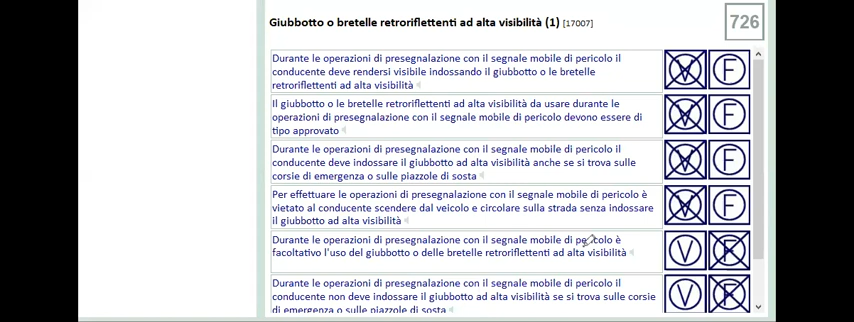 Giubbotto o bretelle retroriflettenti ad alta visibilità (1) [17007]
726
Durante le operazioni di presegnalazione con il segnale mobile di pericolo il
conducente deve rendersi visibile indossando il giubbotto o le bretelle
retroriflettenti ad alta visibilità
V F
Il giubbotto o le bretelle retroriflettenti ad alta visibilità da usare durante le
operazioni di presegnalazione con il segnale mobile di pericolo devono essere di
tipo approvato
V F
Durante le operazioni di presegnalazione con il segnale mobile di pericolo il
conducente deve indossare il giubbotto ad alta visibilità anche se si trova sulle
corsie di emergenza o sulle piazzole di sosta
V F
Per effettuare le operazioni di presegnalazione con il segnale mobile di pericolo è
vietato al conducente scendere dal veicolo e circolare sulla strada senza indossare
il giubbotto ad alta visibilità
V F
Durante le operazioni di presegnalazione con il segnale mobile di pericolo è
facoltativo l'uso del giubbotto o delle bretelle retroriflettenti ad alta visibilità
V F
Durante le operazioni di presegnalazione con il segnale mobile di pericolo il
conducente non deve indossare il giubbotto ad alta visibilità se si trova sulle corsie
di emergenza o sulle piazzole di sosta
V F